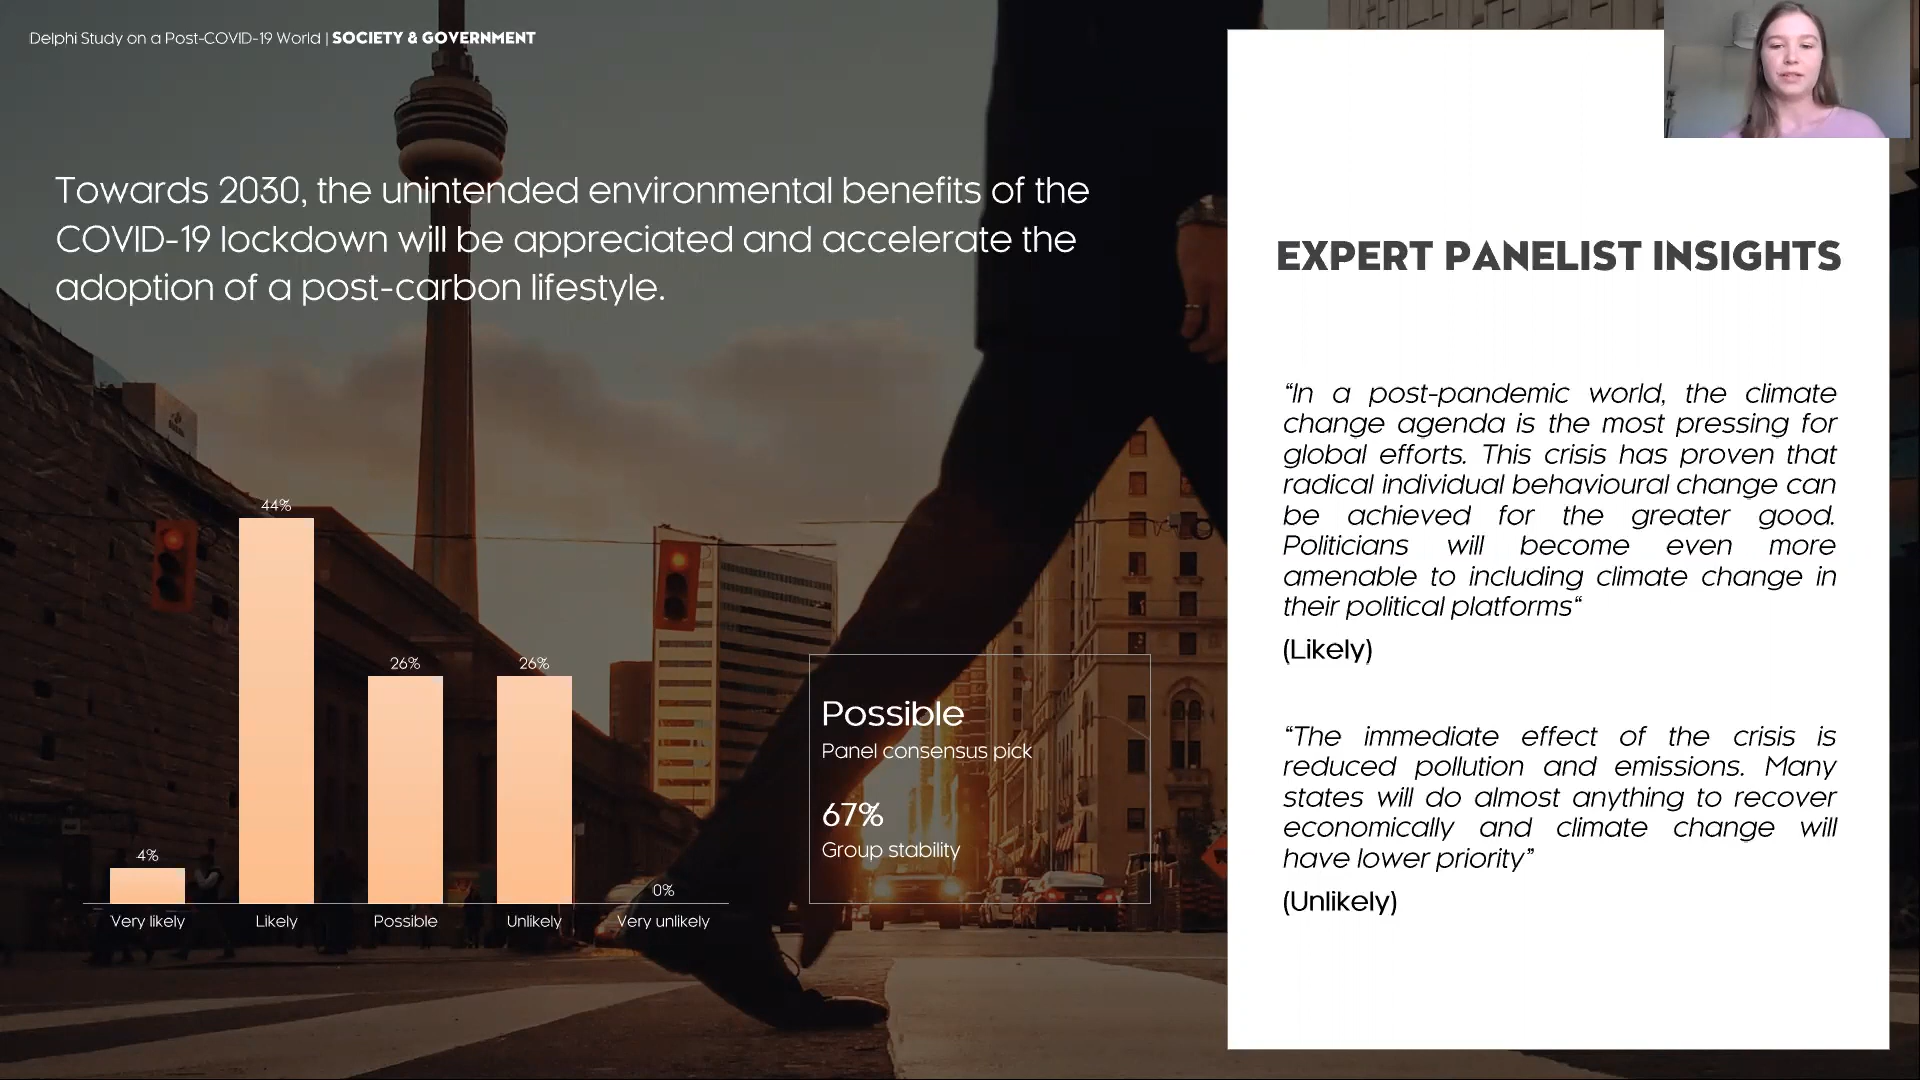 Delphi Study on a Post-COVID-19 World | SOCIETY & GOVERNMENT
Towards 2030, the unintended environmental benefits of the
COVID-19 lockdown will be appreciated and accelerate the
adoption of a post-carbon lifestyle.
44%
26%
26%
4%
0%
Very likely
Likely
Possible
Unlikely
Very unlikely
Possible
Panel consensus pick
67%
Group stability
EXPERT PANELIST INSIGHTS
“In a post-pandemic world, the climate
change agenda is the most pressing for
global efforts. This crisis has proven that
radical individual behavioural change can
be achieved for the greater good.
Politicians will become even more
amenable to including climate change in
their political platforms“
(Likely)
“The immediate effect of the crisis is
reduced pollution and emissions. Many
states will do almost anything to recover
economically and climate change will
have lower priority”
(Unlikely)